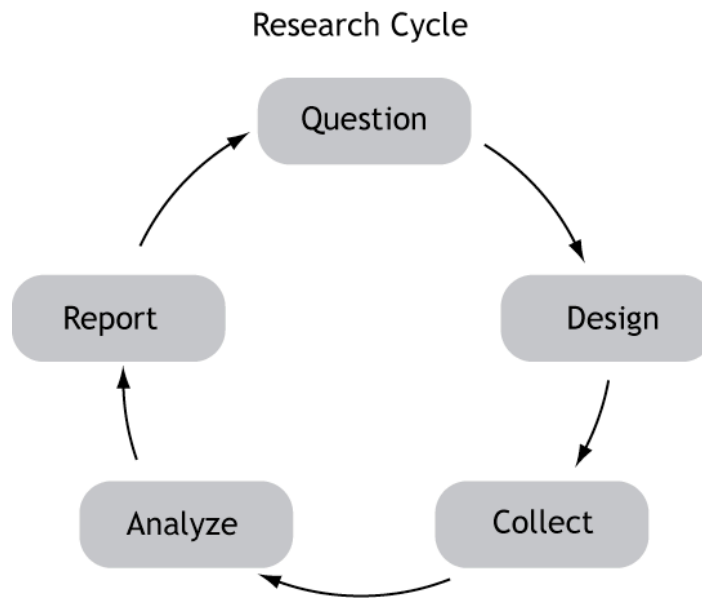 Research Cycle
Question
Design
Collect
Analyze
Report